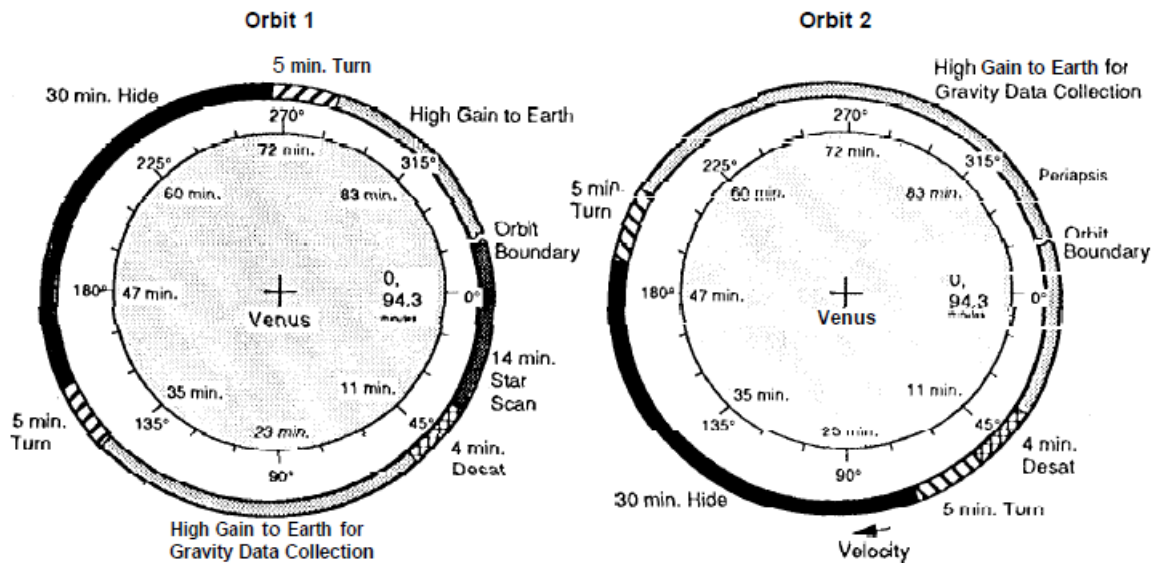 Orbit 1
5 min. Turn
30 min. Hide
High Gain to Earth
270°
72 min.
225°
315°
60 min.
83 min.
Orbit
Boundary
180°
47 min.
0,
94.3
minutes
0°
Venus
14 min.
Star
Scan
35 min.
11 min.
5 min.
Turn
135°
23 min.
45°
4 min.
Desat
90°
High Gain to Earth for
Gravity Data Collection
Orbit 2
High Gain to Earth for
Gravity Data Collection
270°
72 min.
225°
315°
60 min.
83 min.
Periapsis
5 min.
Turn
Orbit
Boundary
180°
47 min.
0,
94.3
minutes
0°
Venus
35 min.
11 min.
135°
25 min.
45°
4 min.
Desat
90°
30 min. Hide
5 min. Turn
Velocity